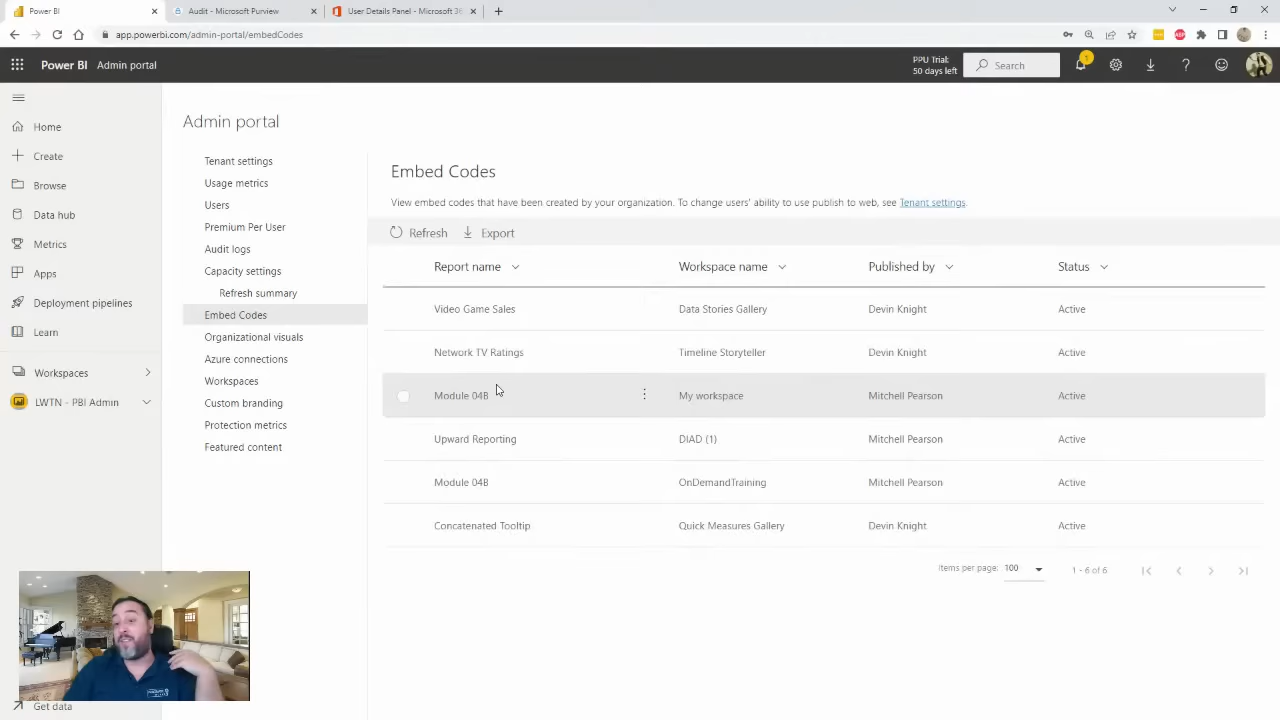 Power BI
Audit - Microsoft Purview
User Details Panel - Microsoft 36
app.powerbi.com/admin-portal/embedCodes
Power BI Admin portal
PPU Trial:
50 days left
Search
Home
Create
Browse
Data hub
Metrics
Apps
Deployment pipelines
Learn
Workspaces
LWTN - PBI Admin
Get data
Admin portal
Tenant settings
Usage metrics
Users
Premium Per User
Audit logs
Capacity settings
Refresh summary
Embed Codes
Organizational visuals
Azure connections
Workspaces
Custom branding
Protection metrics
Featured content
Embed Codes
View embed codes that have been created by your organization. To change users' ability to use publish to web, see Tenant settings.
Refresh Export
Report name Workspace name Published by Status
Video Game Sales Data Stories Gallery Devin Knight Active
Network TV Ratings Timeline Storyteller Devin Knight Active
Module 04B My workspace Mitchell Pearson Active
Upward Reporting DIAD (1) Mitchell Pearson Active
Module 04B OnDemandTraining Mitchell Pearson Active
Concatenated Tooltip Quick Measures Gallery Devin Knight Active
Items per page: 100 1 - 6 of 6